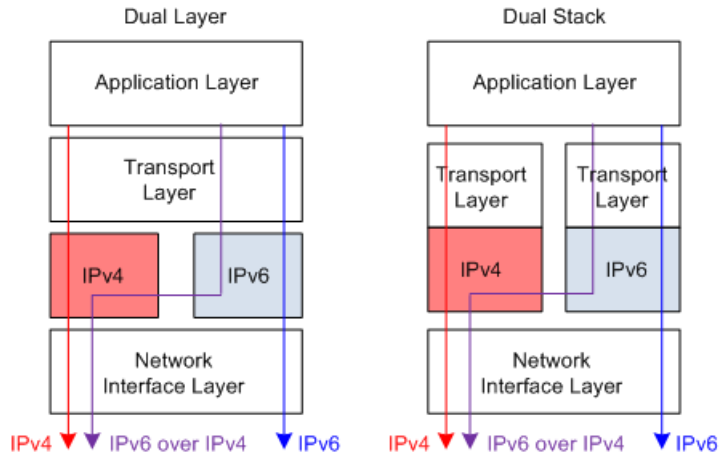 Dual Layer
Application Layer
Transport
Layer
IPv4
IPv6
Network
Interface Layer
IPv4
IPv6 over IPv4
IPv6
Dual Stack
Application Layer
Transport
Layer
Transport
Layer
IPv4
IPv6
Network
Interface Layer
IPv4
IPv6 over IPv4
IPv6